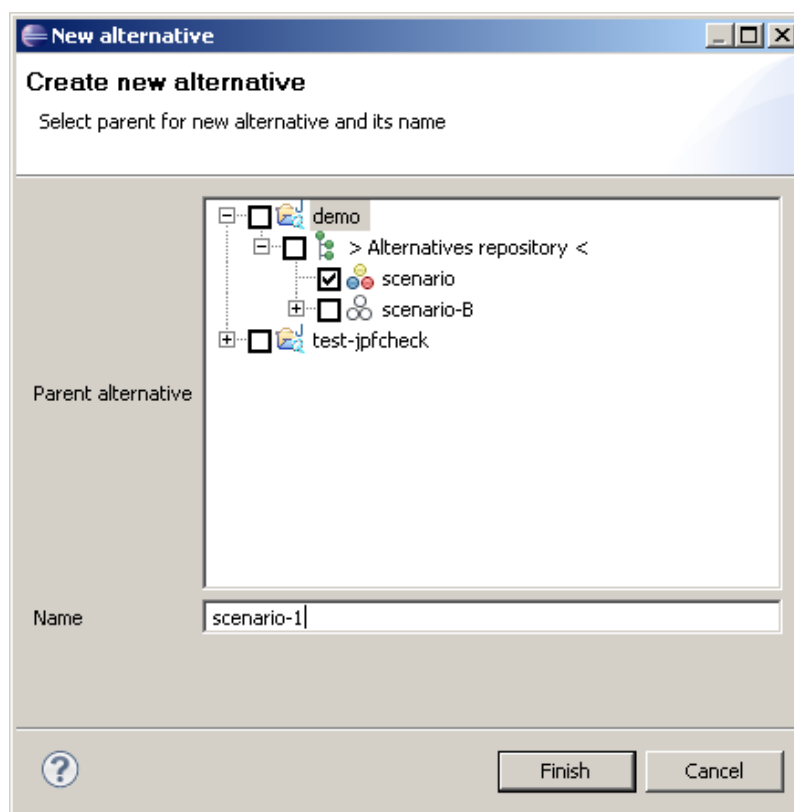 New alternative
Create new alternative
Select parent for new alternative and its name
demo
> Alternatives repository <
scenario
scenario-B
test-jpfcheck
Parent alternative
Name
scenario-1
?
Finish
Cancel